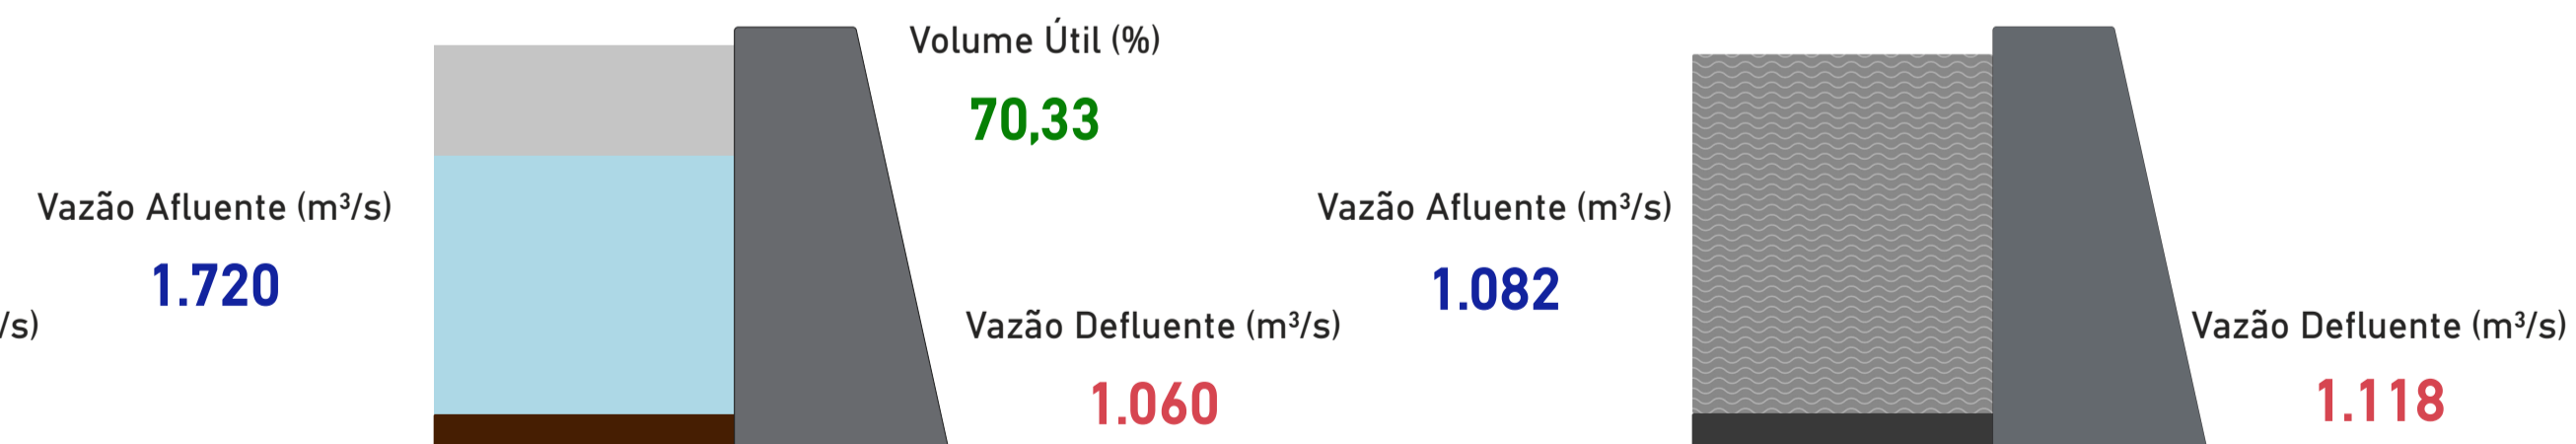 Volume Útil (%)
70,33
Vazão Afluente (m³/s)
1.720
/s)
Vazão Defluente (m³/s)
1.060
Vazão Afluente (m³/s)
1.082
Vazão Defluente (m³/s)
1.118